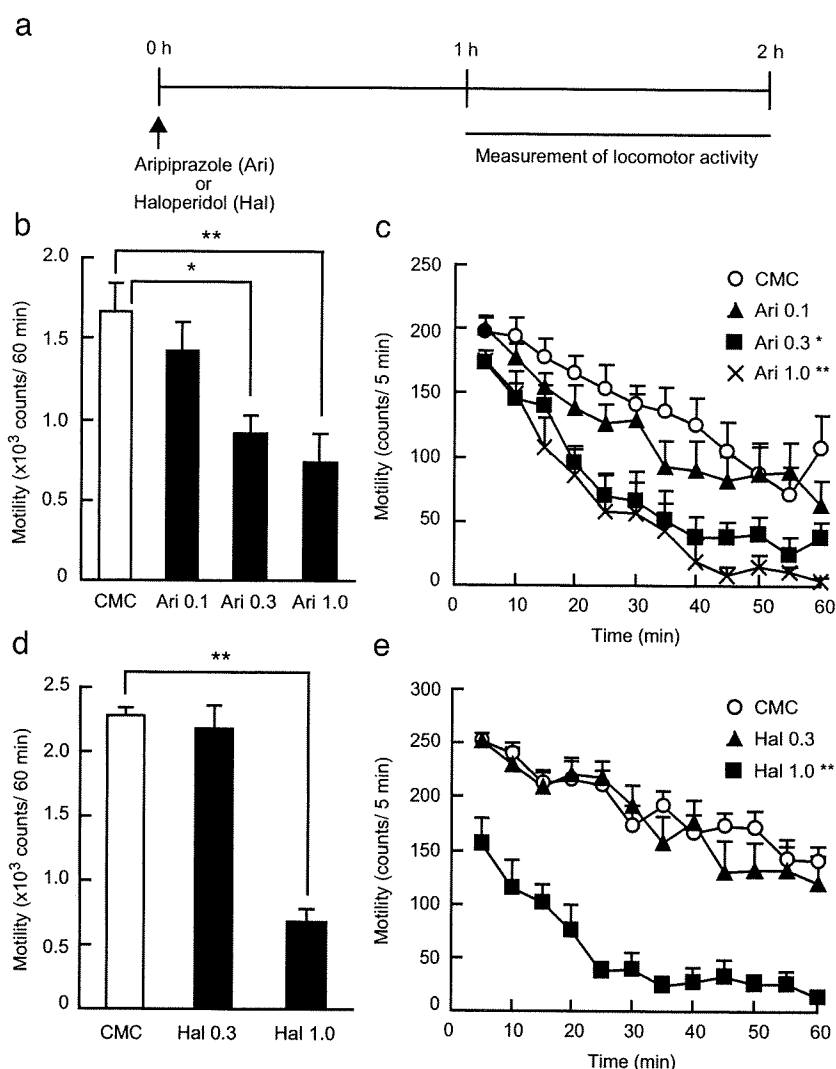 a
0 h
1 h
2 h
Aripiprazole (Ari)
or
Haloperidol (Hal)
Measurement of locomotor activity
b
**
*
2.0
1.5
1.0
0.5
0
Motility (x10³ counts/ 60 min)
CMC Ari 0.1 Ari 0.3 Ari 1.0
c
250
200
150
100
50
0
Motility (counts/ 5 min)
CMC
Ari 0.1
Ari 0.3 *
Ari 1.0 **
0 10 20 30 40 50 60
Time (min)
d
**
2.5
2.0
1.5
1.0
0.5
0
Motility (x10³ counts/ 60 min)
CMC Hal 0.3 Hal 1.0
e
300
250
200
150
100
50
0
Motility (counts/ 5 min)
CMC
Hal 0.3
Hal 1.0 **
0 10 20 30 40 50 60
Time (min)